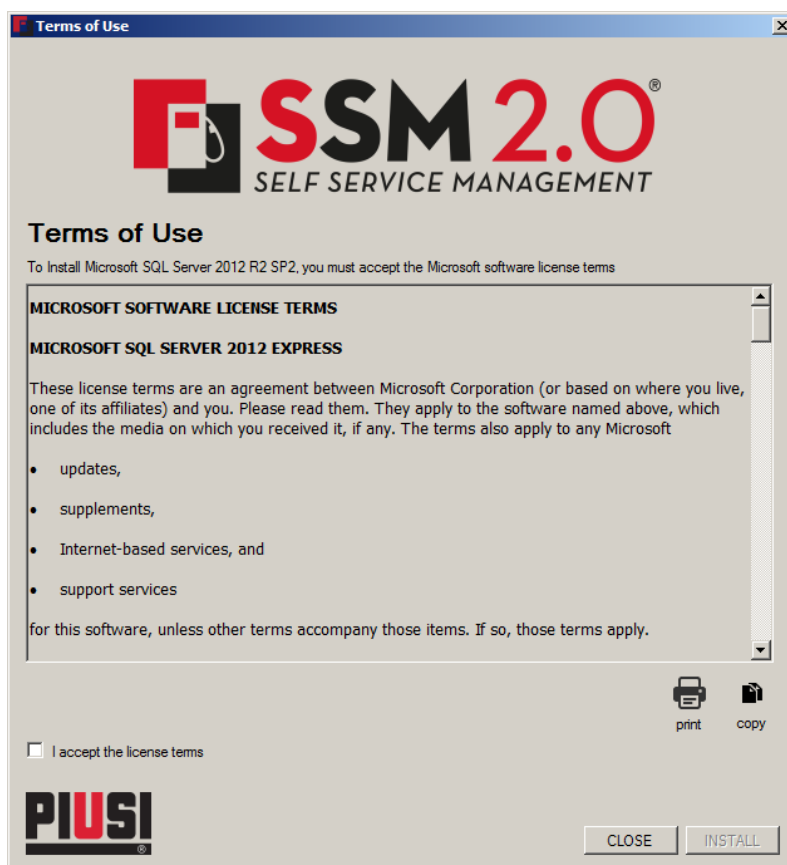 Terms of Use
SSM 2.0®
SELF SERVICE MANAGEMENT
Terms of Use
To Install Microsoft SQL Server 2012 R2 SP2, you must accept the Microsoft software license terms
MICROSOFT SOFTWARE LICENSE TERMS
MICROSOFT SQL SERVER 2012 EXPRESS
These license terms are an agreement between Microsoft Corporation (or based on where you live,
one of its affiliates) and you. Please read them. They apply to the software named above, which
includes the media on which you received it, if any. The terms also apply to any Microsoft
• updates,
• supplements,
• Internet-based services, and
• support services
for this software, unless other terms accompany those items. If so, those terms apply.
print copy
I accept the license terms
PIUSI®
CLOSE INSTALL